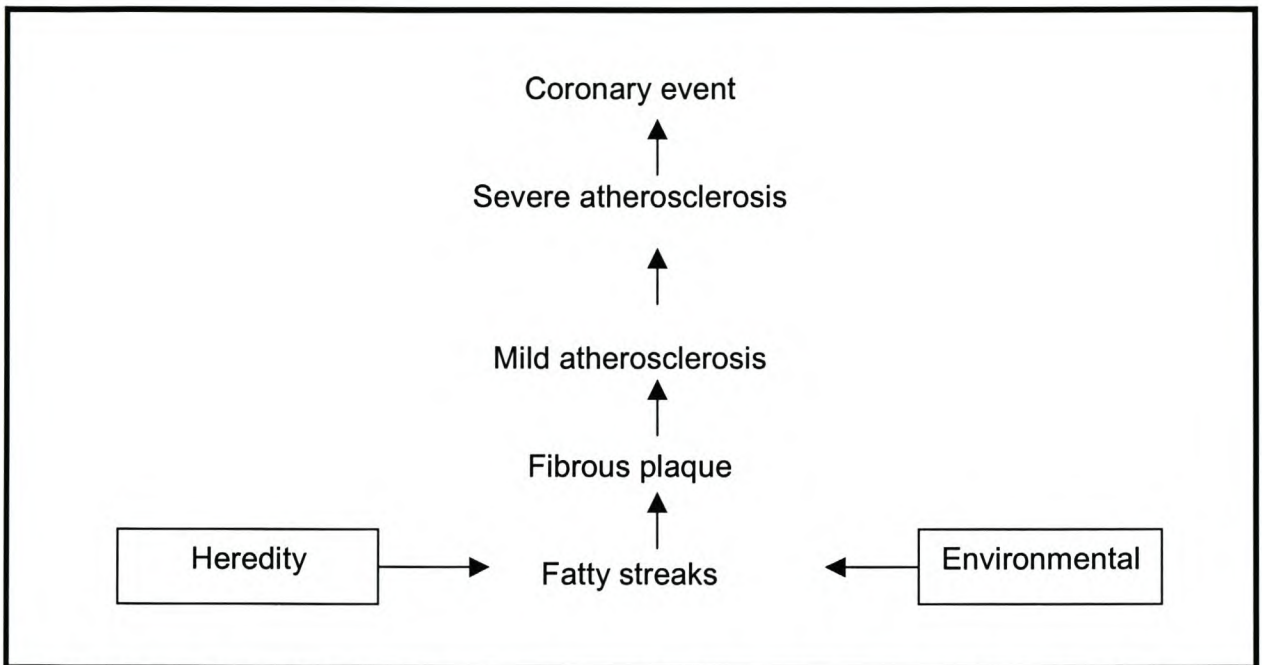 Coronary event
Severe atherosclerosis
Mild atherosclerosis
Fibrous plaque
Heredity
Fatty streaks
Environmental